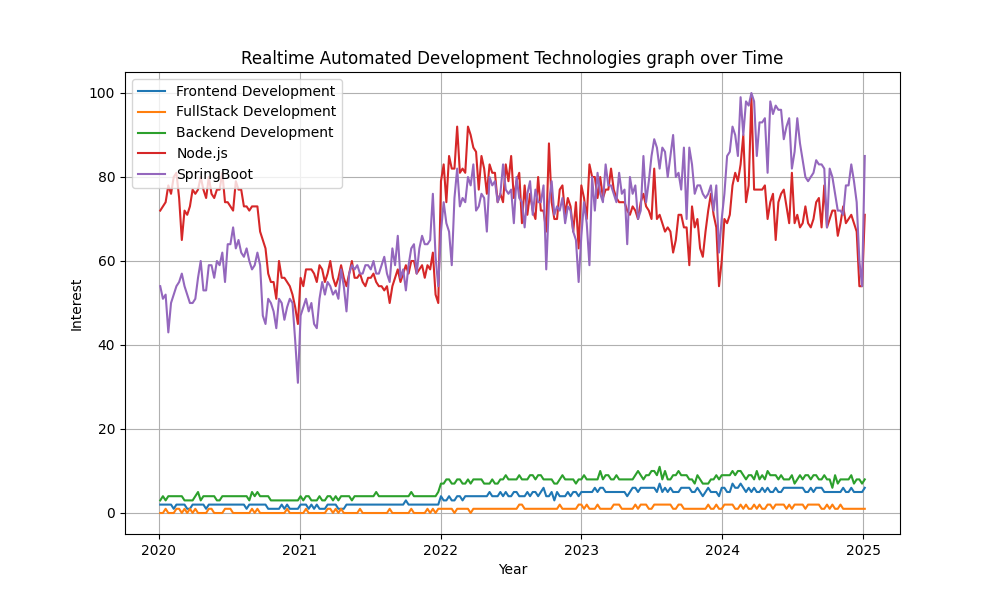 Realtime Automated Development Technologies graph over Time
Frontend Development
FullStack Development
Backend Development
Node.js
SpringBoot
Interest
100
80
60
40
20
0
2020 2021 2022 2023 2024 2025
Year